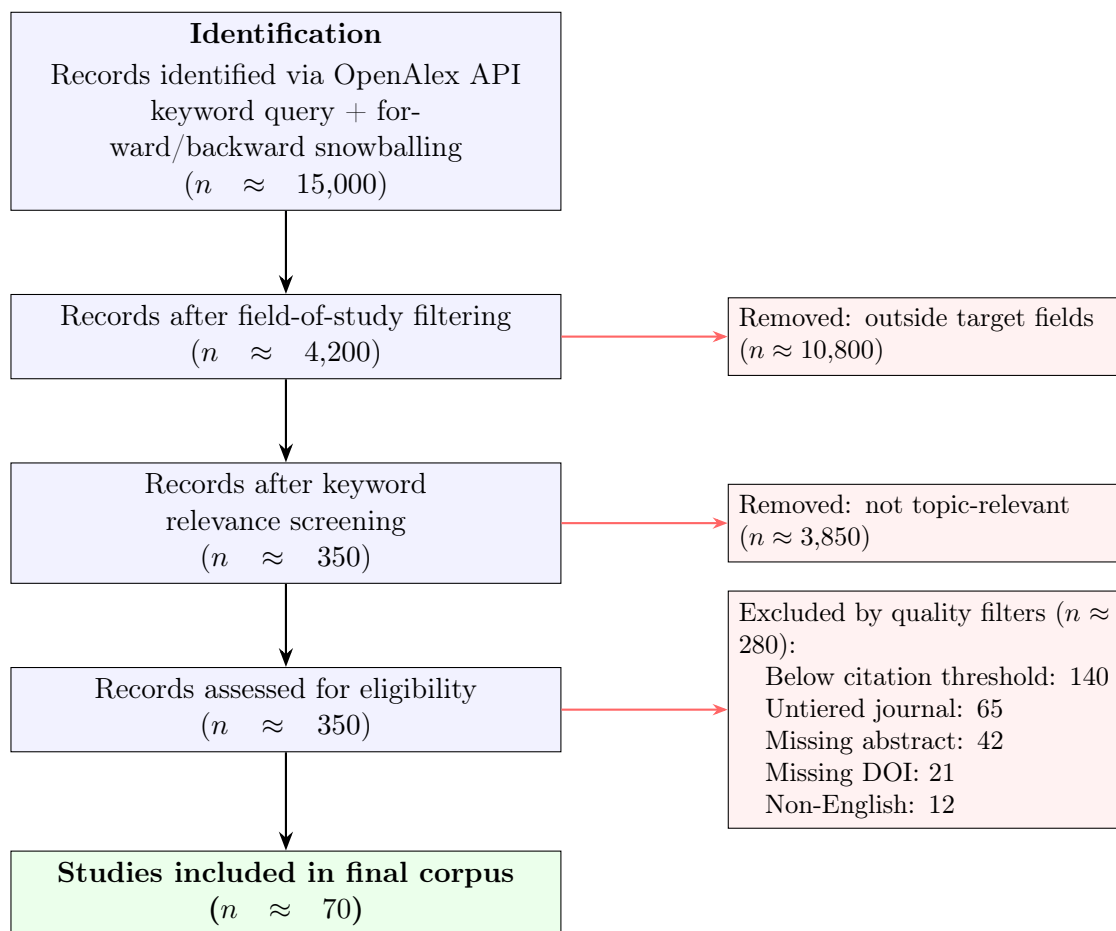 Identification
Records identified via OpenAlex API
keyword query + for-
ward/backward snowballing
(n ≈ 15,000)
Records after field-of-study filtering
(n ≈ 4,200)
Removed: outside target fields
(n ≈ 10,800)
Records after keyword
relevance screening
(n ≈ 350)
Removed: not topic-relevant
(n ≈ 3,850)
Records assessed for eligibility
(n ≈ 350)
Excluded by quality filters (n ≈
280):
Below citation threshold: 140
Untiered journal: 65
Missing abstract: 42
Missing DOI: 21
Non-English: 12
Studies included in final corpus
(n ≈ 70)